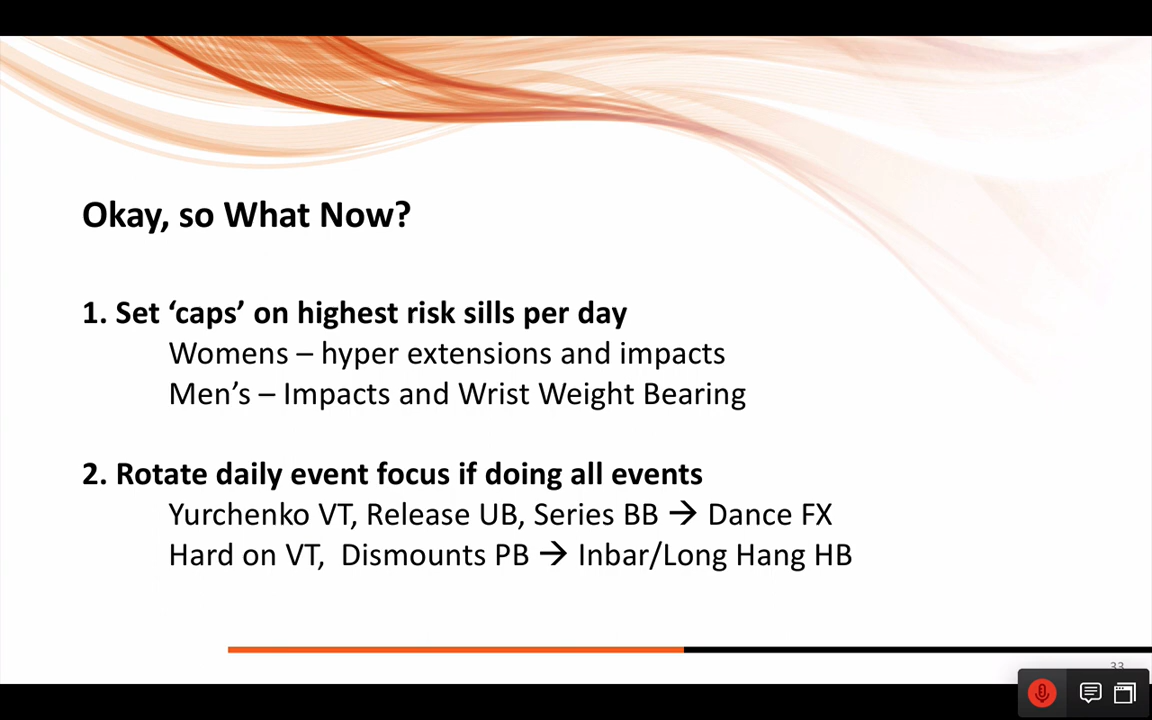 Okay, so What Now?
1. Set ‘caps’ on highest risk sills per day
Womens – hyper extensions and impacts
Men’s – Impacts and Wrist Weight Bearing
2. Rotate daily event focus if doing all events
Yurchenko VT, Release UB, Series BB → Dance FX
Hard on VT,  Dismounts PB → Inbar/Long Hang HB
33